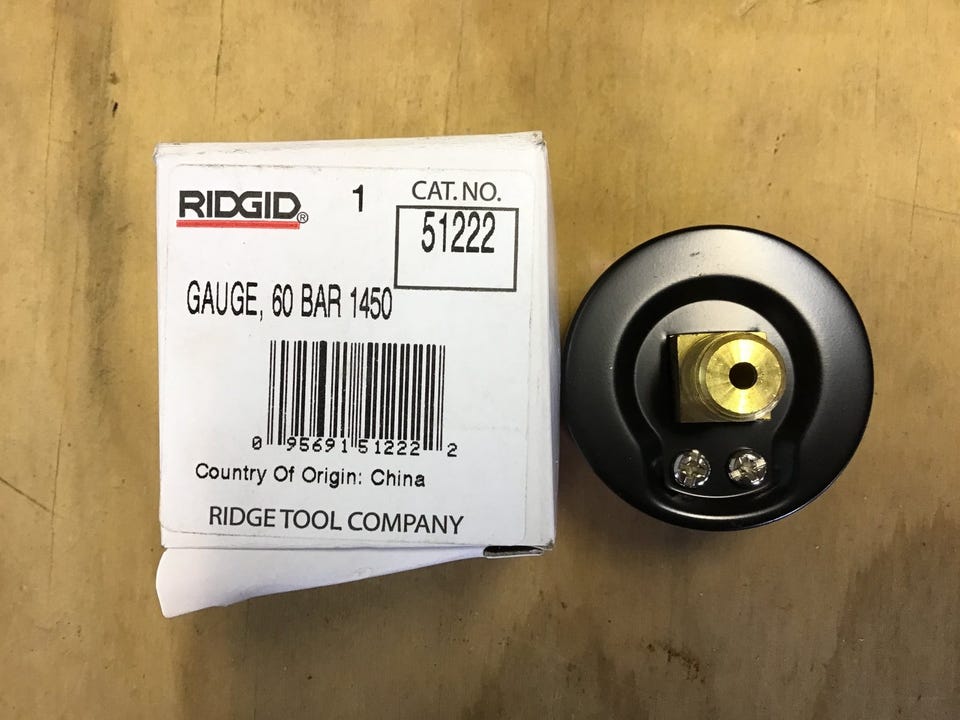 RIDGID® 1 CAT. NO.
51222
GAUGE, 60 BAR 1450
0 95691 51222 2
Country Of Origin: China
RIDGE TOOL COMPANY